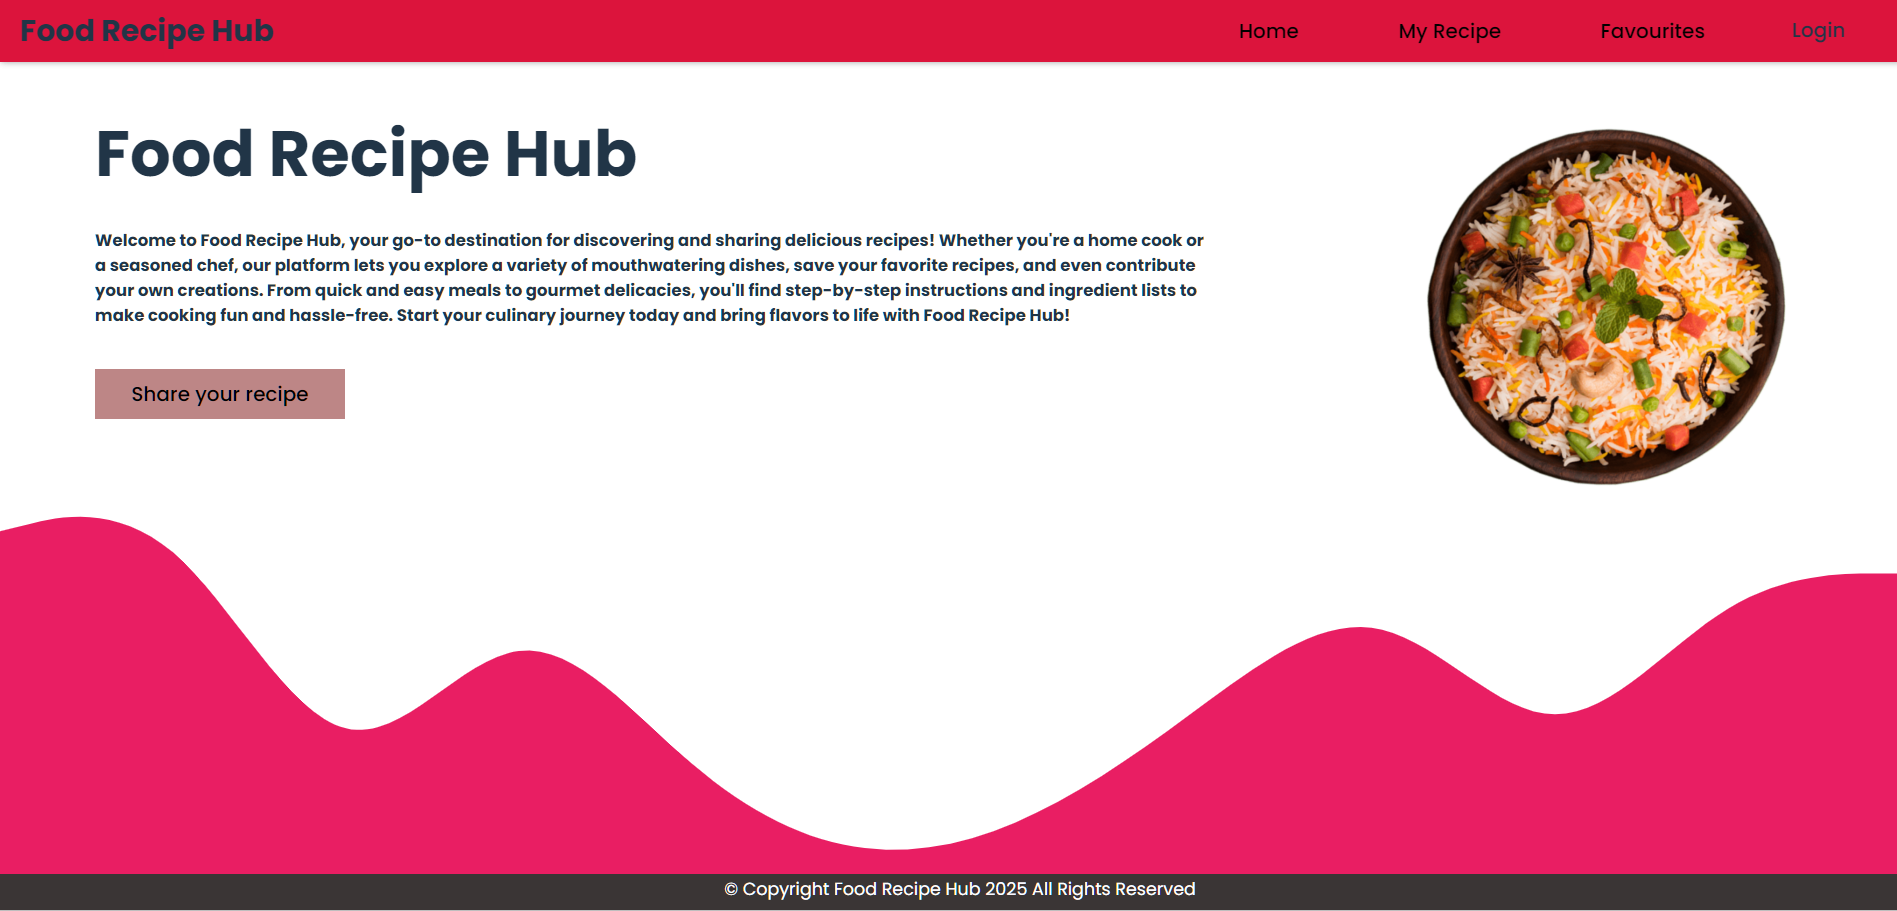 Food Recipe Hub
Home
My Recipe
Favourites
Login
Food Recipe Hub
Welcome to Food Recipe Hub, your go-to destination for discovering and sharing delicious recipes! Whether you're a home cook or
a seasoned chef, our platform lets you explore a variety of mouthwatering dishes, save your favorite recipes, and even contribute
your own creations. From quick and easy meals to gourmet delicacies, you'll find step-by-step instructions and ingredient lists to
make cooking fun and hassle-free. Start your culinary journey today and bring flavors to life with Food Recipe Hub!
Share your recipe
© Copyright Food Recipe Hub 2025 All Rights Reserved